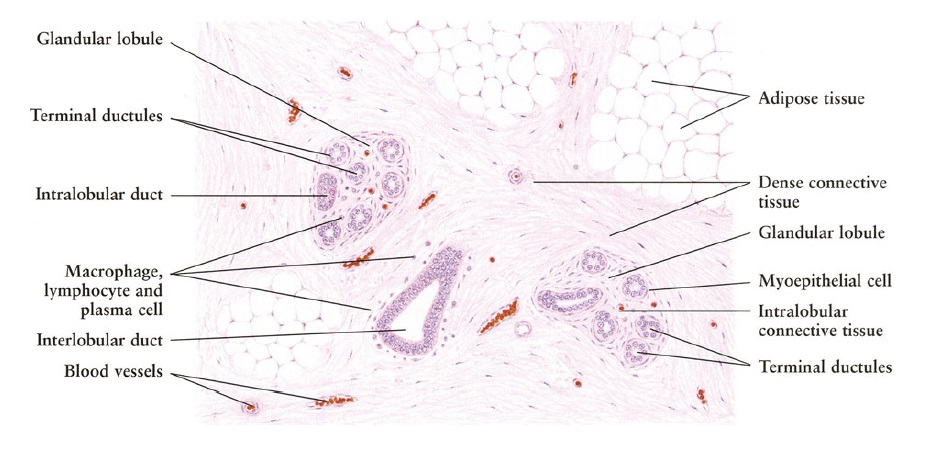 Glandular lobule
Terminal ductules
Intralobular duct
Macrophage,
lymphocyte and
plasma cell
Interlobular duct
Blood vessels
Adipose tissue
Dense connective
tissue
Glandular lobule
Myoepithelial cell
Intralobular
connective tissue
Terminal ductules